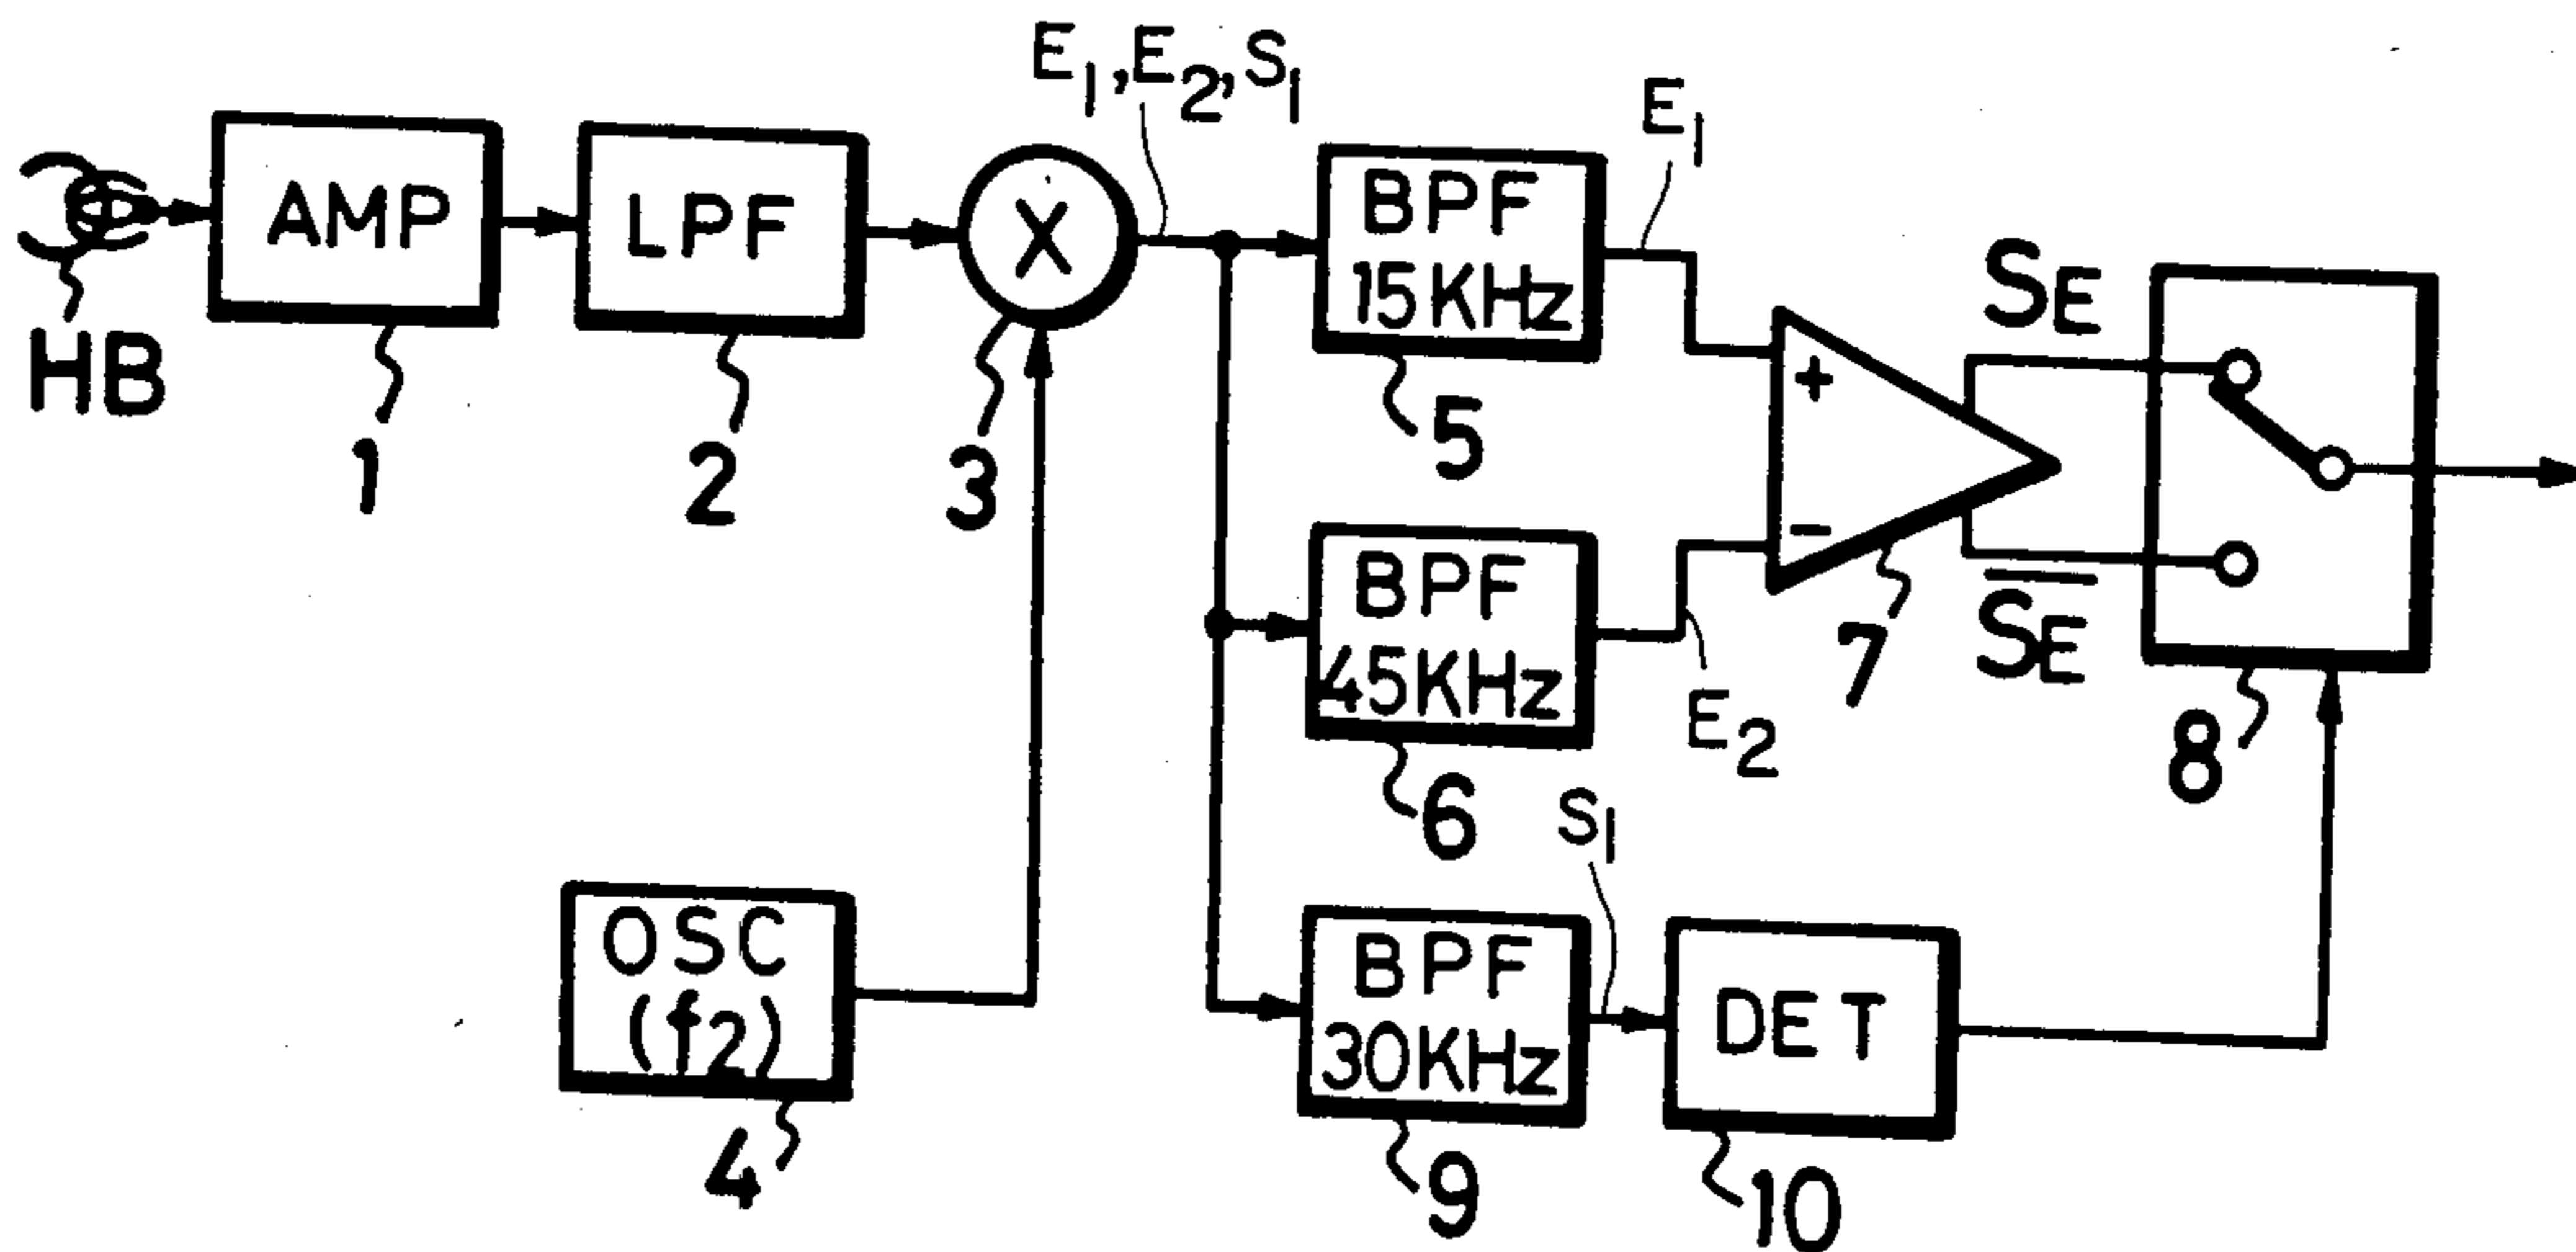 E₁,E₂,S₁
E₁
AMP
LPF
X
BPF
15KHz
HB
1
2
3
5
+
−
SE
S̅E̅
7
8
BPF
45KHz
E₂
6
S₁
OSC
(f₂)
4
BPF
30KHz
DET
9
10